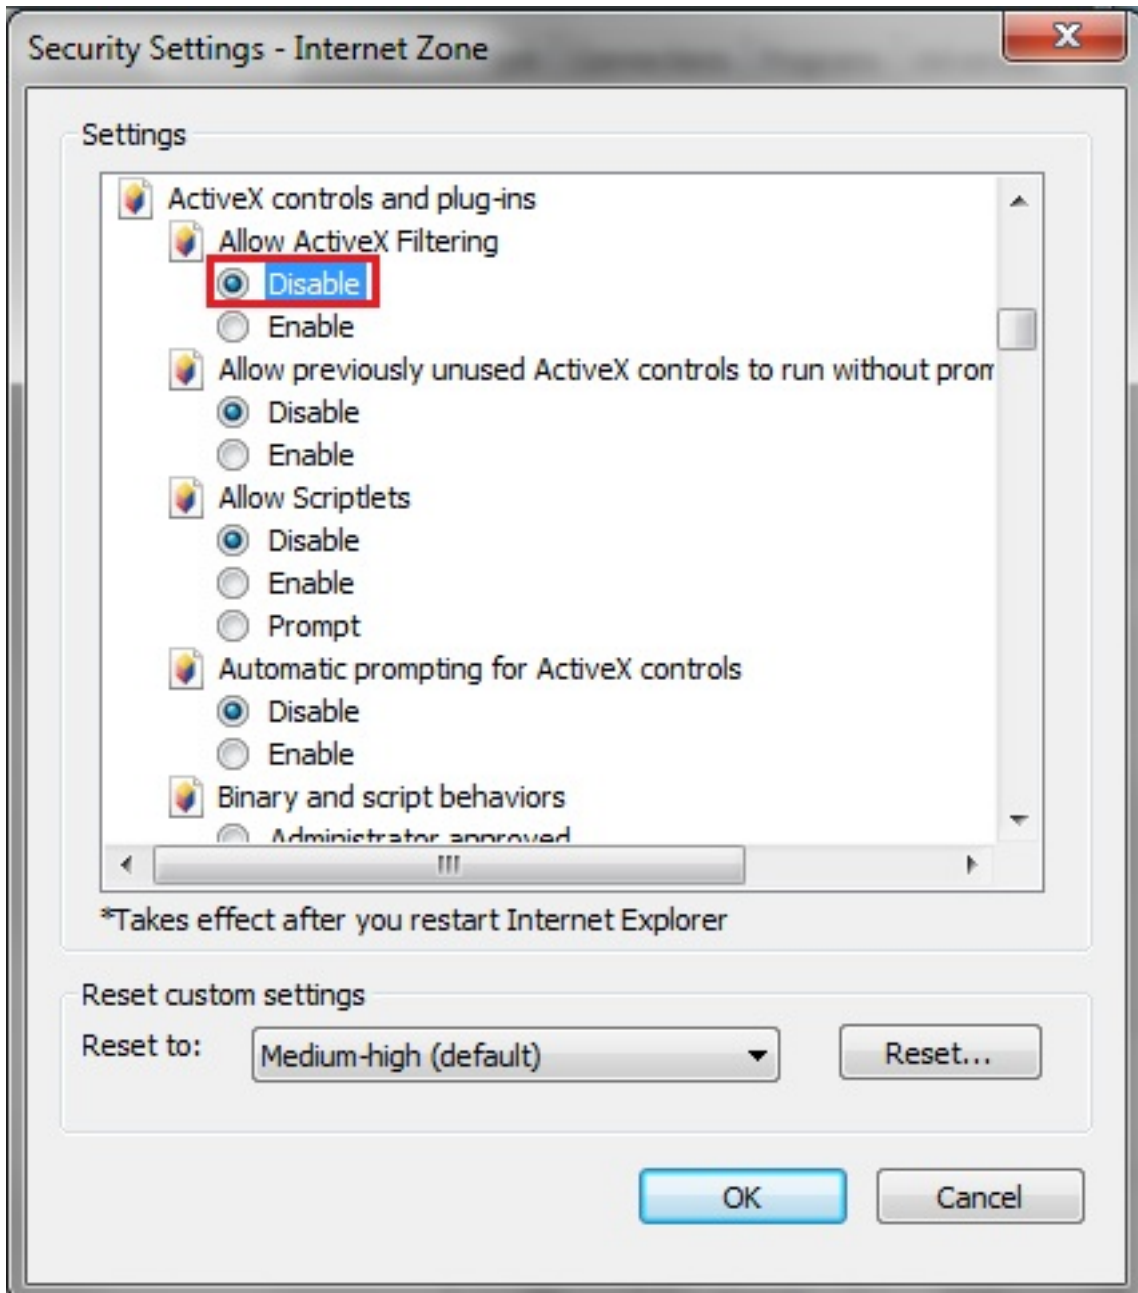 Security Settings - Internet Zone
Settings
ActiveX controls and plug-ins
Allow ActiveX Filtering
Disable
Enable
Allow previously unused ActiveX controls to run without prom
Disable
Enable
Allow Scriptlets
Disable
Enable
Prompt
Automatic prompting for ActiveX controls
Disable
Enable
Binary and script behaviors
Administrator approved
*Takes effect after you restart Internet Explorer
Reset custom settings
Reset to:
Medium-high (default)
Reset...
OK
Cancel